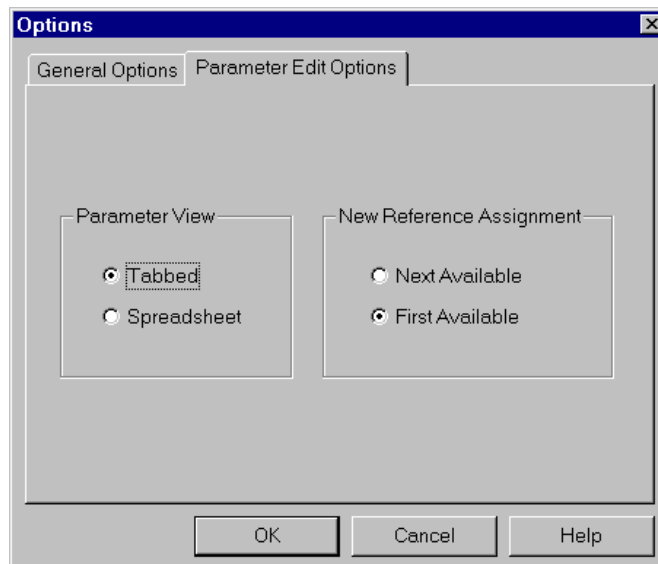 Options
General Options Parameter Edit Options
Parameter View New Reference Assignment
Tabbed Next Available
Spreadsheet First Available
OK Cancel Help